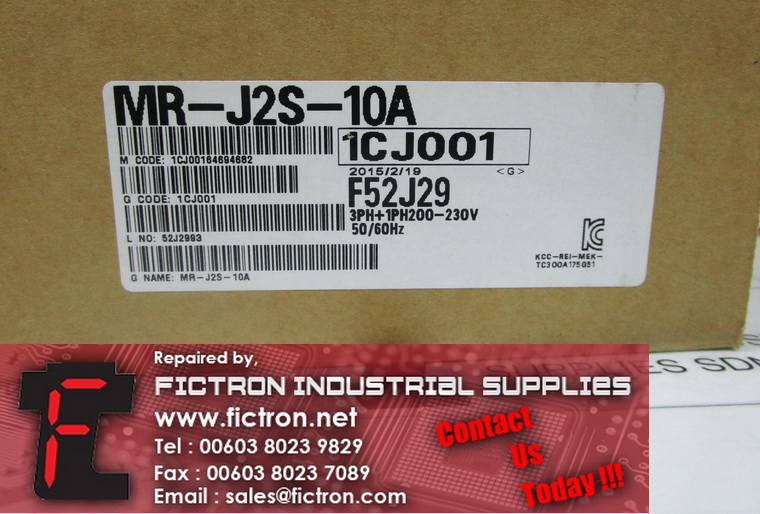 MR-J2S-10A
1CJ001
M CODE: 1CJ00164694682
2015/2/19 <G>
F52J29
G CODE: 1CJ001
3PH+1PH200-230V
50/60Hz
L NO: 52J2993
KCC-REI-MEK-
TC300A175G51
G NAME: MR-J2S-10A
SDN
Repaired by,
FICTRON INDUSTRIAL SUPPLIES
www.fictron.net
Tel : 00603 8023 9829
Fax : 00603 8023 7089
Email : sales@fictron.com
Contact
Us
Today !!!